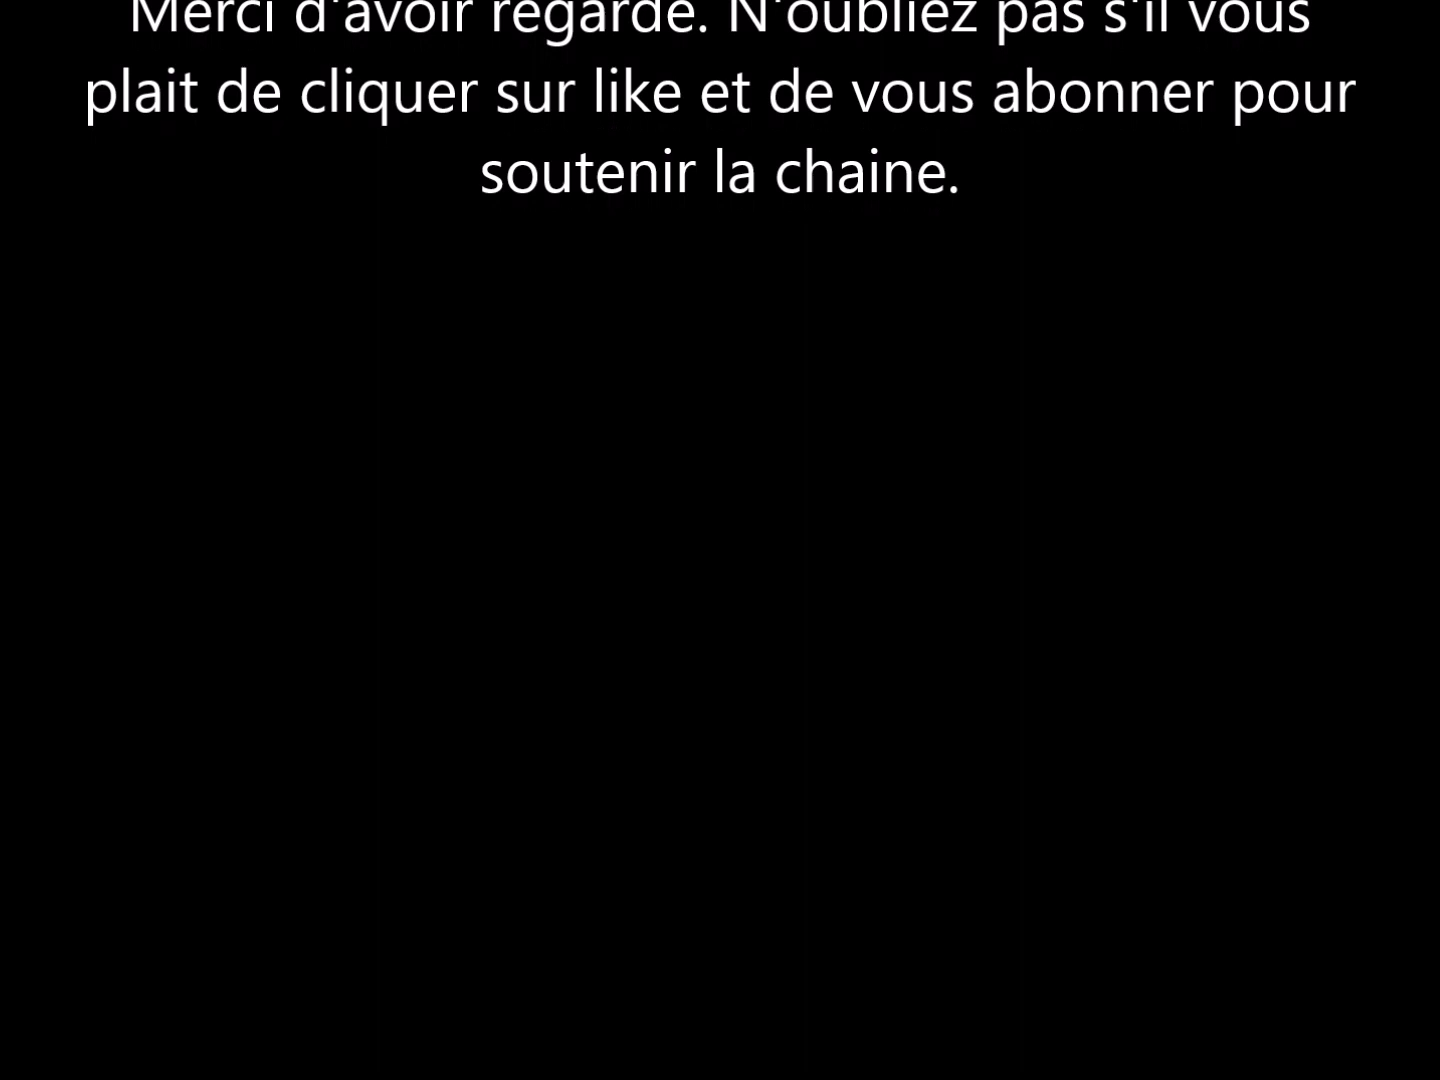 Merci d'avoir regardé. N'oubliez pas s'il vous
plait de cliquer sur like et de vous abonner pour
soutenir la chaine.